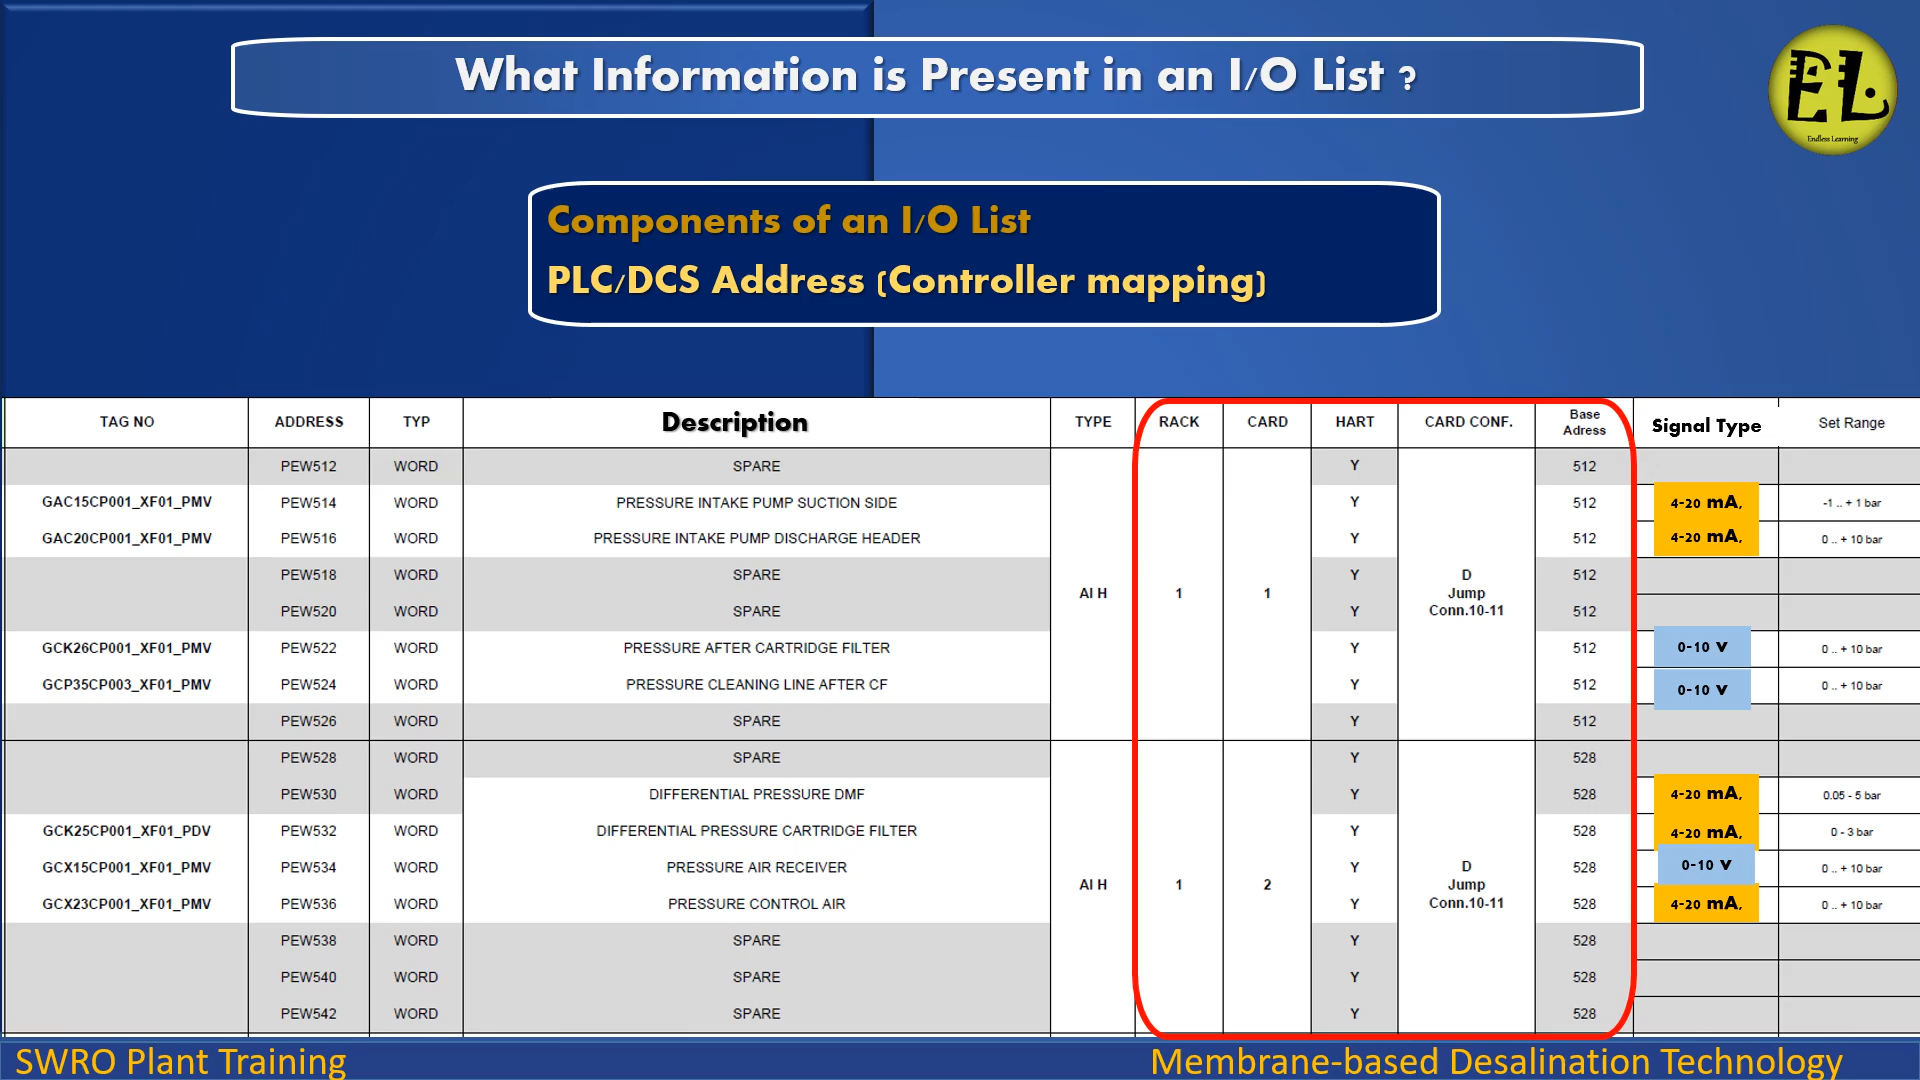 What Information is Present in an I/O List ?
EL
Endless Learning
Components of an I/O List
PLC/DCS Address (Controller mapping)
TAG NO ADDRESS TYP Description TYPE RACK CARD HART CARD CONF. Base Adress Signal Type Set Range
PEW512 WORD SPARE Y 512
GAC15CP001_XF01_PMV PEW514 WORD PRESSURE INTAKE PUMP SUCTION SIDE Y 512 4-20 mA, -1 .. + 1 bar
GAC20CP001_XF01_PMV PEW516 WORD PRESSURE INTAKE PUMP DISCHARGE HEADER Y 512 4-20 mA, 0 .. + 10 bar
PEW518 WORD SPARE Y 512
AI H 1 1 D Jump Conn.10-11
PEW520 WORD SPARE Y 512
GCK26CP001_XF01_PMV PEW522 WORD PRESSURE AFTER CARTRIDGE FILTER Y 512 0-10 V 0 .. + 10 bar
GCP35CP003_XF01_PMV PEW524 WORD PRESSURE CLEANING LINE AFTER CF Y 512 0-10 V 0 .. + 10 bar
PEW526 WORD SPARE Y 512
PEW528 WORD SPARE Y 528
PEW530 WORD DIFFERENTIAL PRESSURE DMF Y 528 4-20 mA, 0.05 - 5 bar
GCK25CP001_XF01_PDV PEW532 WORD DIFFERENTIAL PRESSURE CARTRIDGE FILTER Y 528 4-20 mA, 0 - 3 bar
GCX15CP001_XF01_PMV PEW534 WORD PRESSURE AIR RECEIVER Y 528 0-10 V 0 .. + 10 bar
AI H 1 2 D Jump Conn.10-11
GCX23CP001_XF01_PMV PEW536 WORD PRESSURE CONTROL AIR Y 528 4-20 mA, 0 .. + 10 bar
PEW538 WORD SPARE Y 528
PEW540 WORD SPARE Y 528
PEW542 WORD SPARE Y 528
SWRO Plant Training
Membrane-based Desalination Technology